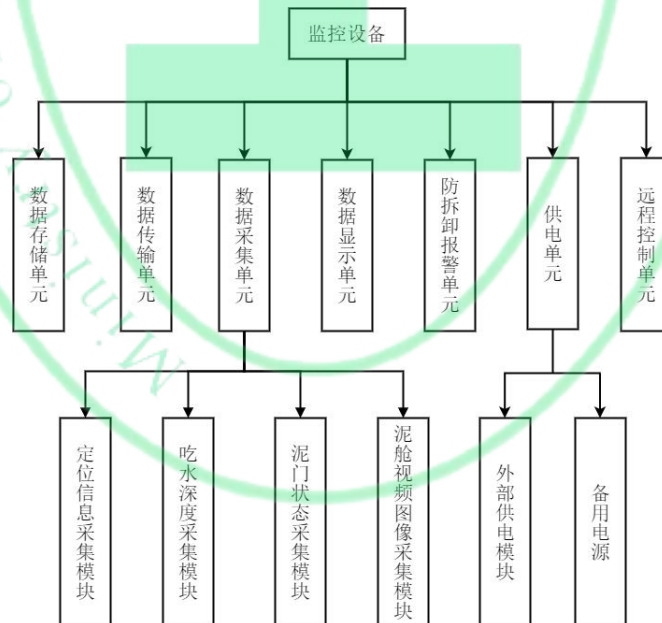 监控设备
数据存储单元
数据传输单元
数据采集单元
数据显示单元
防拆卸报警单元
供电单元
远程控制单元
定位信息采集模块
吃水深度采集模块
泥门状态采集模块
泥舱视频图像采集模块
外部供电模块
备用电源
Ministry o